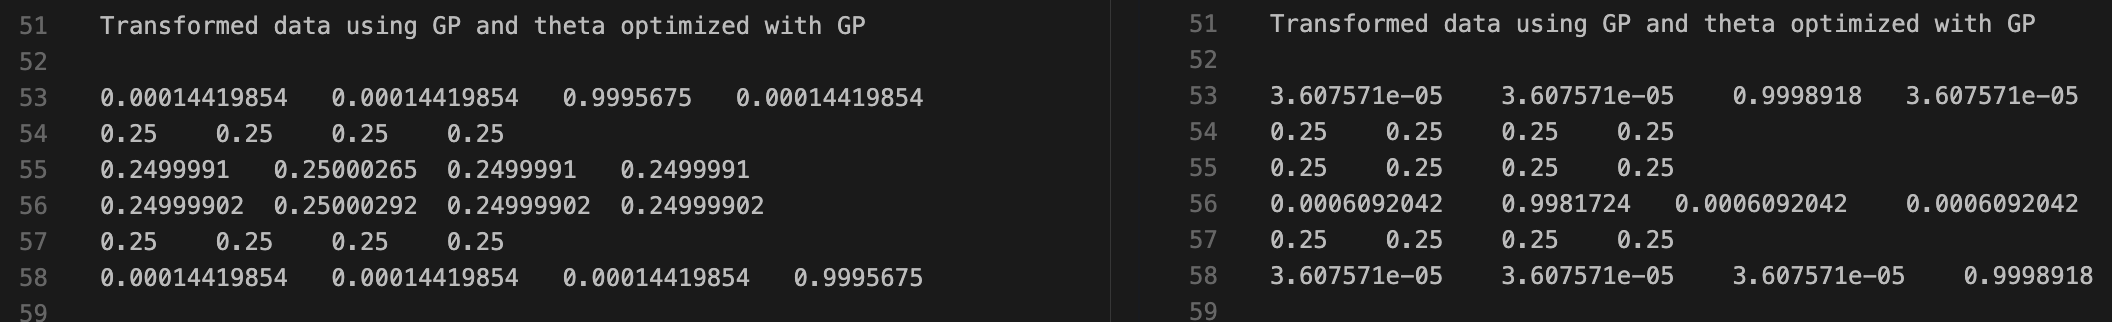 51 Transformed data using GP and theta optimized with GP
52
53 0.00014419854 0.00014419854 0.9995675 0.00014419854
54 0.25 0.25 0.25 0.25
55 0.2499991 0.25000265 0.2499991 0.2499991
56 0.24999902 0.25000292 0.24999902 0.24999902
57 0.25 0.25 0.25 0.25
58 0.00014419854 0.00014419854 0.00014419854 0.9995675
59
51 Transformed data using GP and theta optimized with GP
52
53 3.607571e-05 3.607571e-05 0.9998918 3.607571e-05
54 0.25 0.25 0.25 0.25
55 0.25 0.25 0.25 0.25
56 0.0006092042 0.9981724 0.0006092042 0.0006092042
57 0.25 0.25 0.25 0.25
58 3.607571e-05 3.607571e-05 3.607571e-05 0.9998918
59